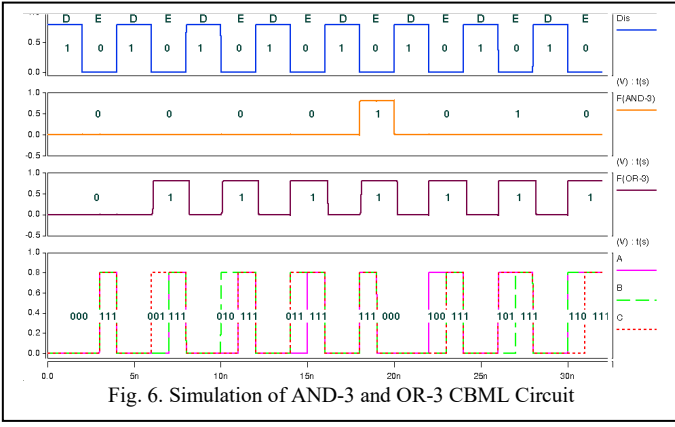 D E D E D E D E D E D E D E D E Dis
1 0 1 0 1 0 1 0 1 0 1 0 1 0 1 0
0.5
0.0
(V) : t(s)
1.0 F(AND-3)
0.5 0 0 0 0 1 0 1 0
0.0
-0.5
(V) : t(s)
1.0 F(OR-3)
0.5 0 1 1 1 1 1 1 1
0.0
-0.5
(V) : t(s)
1.0 A
0.8 B
0.6 C
0.4 000 111 001 111 010 111 011 111 111 000 100 111 101 111 110 111
0.2
0.0
0.0 5n 10n 15n 20n 25n 30n
Fig. 6. Simulation of AND-3 and OR-3 CBML Circuit